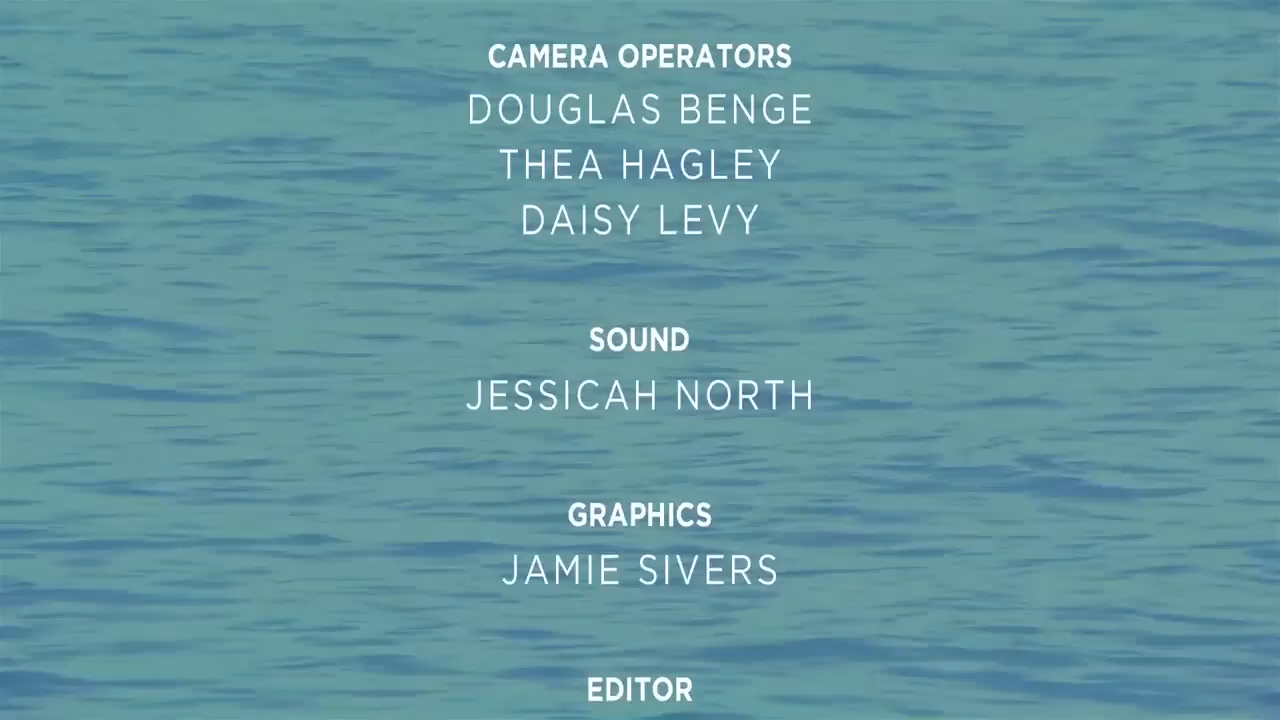 CAMERA OPERATORS
DOUGLAS BENGE
THEA HAGLEY
DAISY LEVY
SOUND
JESSICAH NORTH
GRAPHICS
JAMIE SIVERS
EDITOR